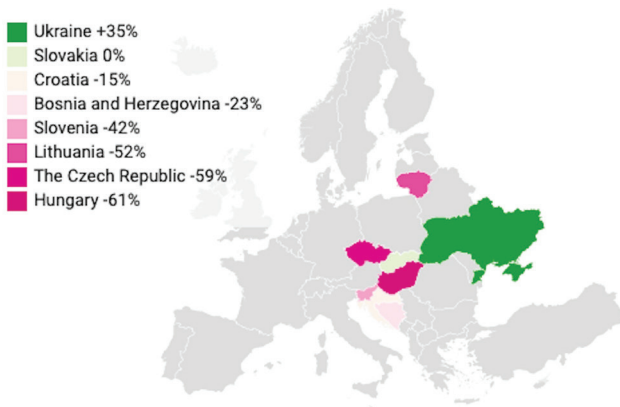 Ukraine +35%
Slovakia 0%
Croatia -15%
Bosnia and Herzegovina -23%
Slovenia -42%
Lithuania -52%
The Czech Republic -59%
Hungary -61%